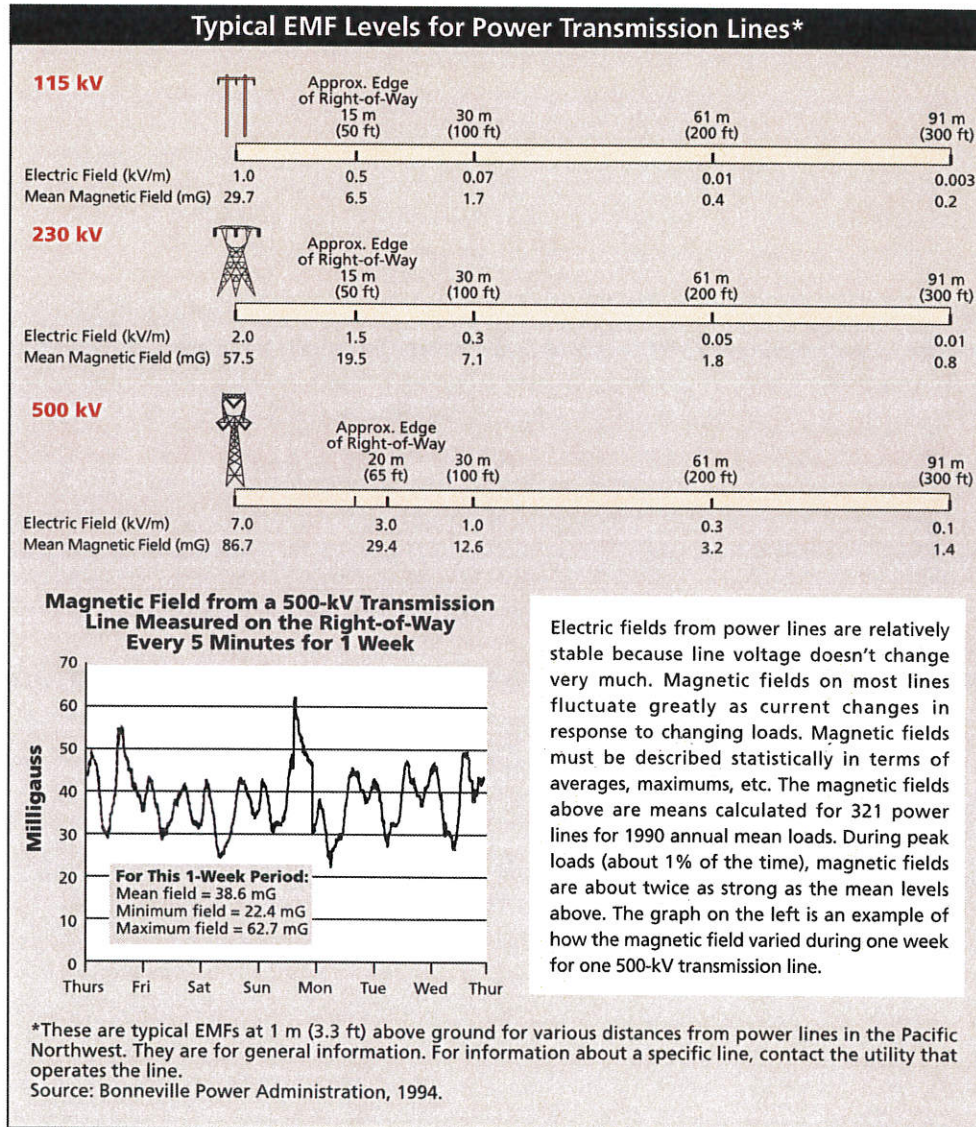 Typical EMF Levels for Power Transmission Lines*
115 kV
Approx. Edge
of Right-of-Way
15 m 30 m 61 m 91 m
(50 ft) (100 ft) (200 ft) (300 ft)
Electric Field (kV/m) 1.0 0.5 0.07 0.01 0.003
Mean Magnetic Field (mG) 29.7 6.5 1.7 0.4 0.2
230 kV
Approx. Edge
of Right-of-Way
15 m 30 m 61 m 91 m
(50 ft) (100 ft) (200 ft) (300 ft)
Electric Field (kV/m) 2.0 1.5 0.3 0.05 0.01
Mean Magnetic Field (mG) 57.5 19.5 7.1 1.8 0.8
500 kV
Approx. Edge
of Right-of-Way
20 m 30 m 61 m 91 m
(65 ft) (100 ft) (200 ft) (300 ft)
Electric Field (kV/m) 7.0 3.0 1.0 0.3 0.1
Mean Magnetic Field (mG) 86.7 29.4 12.6 3.2 1.4
Magnetic Field from a 500-kV Transmission
Line Measured on the Right-of-Way
Every 5 Minutes for 1 Week
Milligauss
70
60
50
40
30
20
10
0
For This 1-Week Period:
Mean field = 38.6 mG
Minimum field = 22.4 mG
Maximum field = 62.7 mG
Thurs Fri Sat Sun Mon Tue Wed Thur
Electric fields from power lines are relatively
stable because line voltage doesn't change
very much. Magnetic fields on most lines
fluctuate greatly as current changes in
response to changing loads. Magnetic fields
must be described statistically in terms of
averages, maximums, etc. The magnetic fields
above are means calculated for 321 power
lines for 1990 annual mean loads. During peak
loads (about 1% of the time), magnetic fields
are about twice as strong as the mean levels
above. The graph on the left is an example of
how the magnetic field varied during one week
for one 500-kV transmission line.
*These are typical EMFs at 1 m (3.3 ft) above ground for various distances from power lines in the Pacific
Northwest. They are for general information. For information about a specific line, contact the utility that
operates the line.
Source: Bonneville Power Administration, 1994.